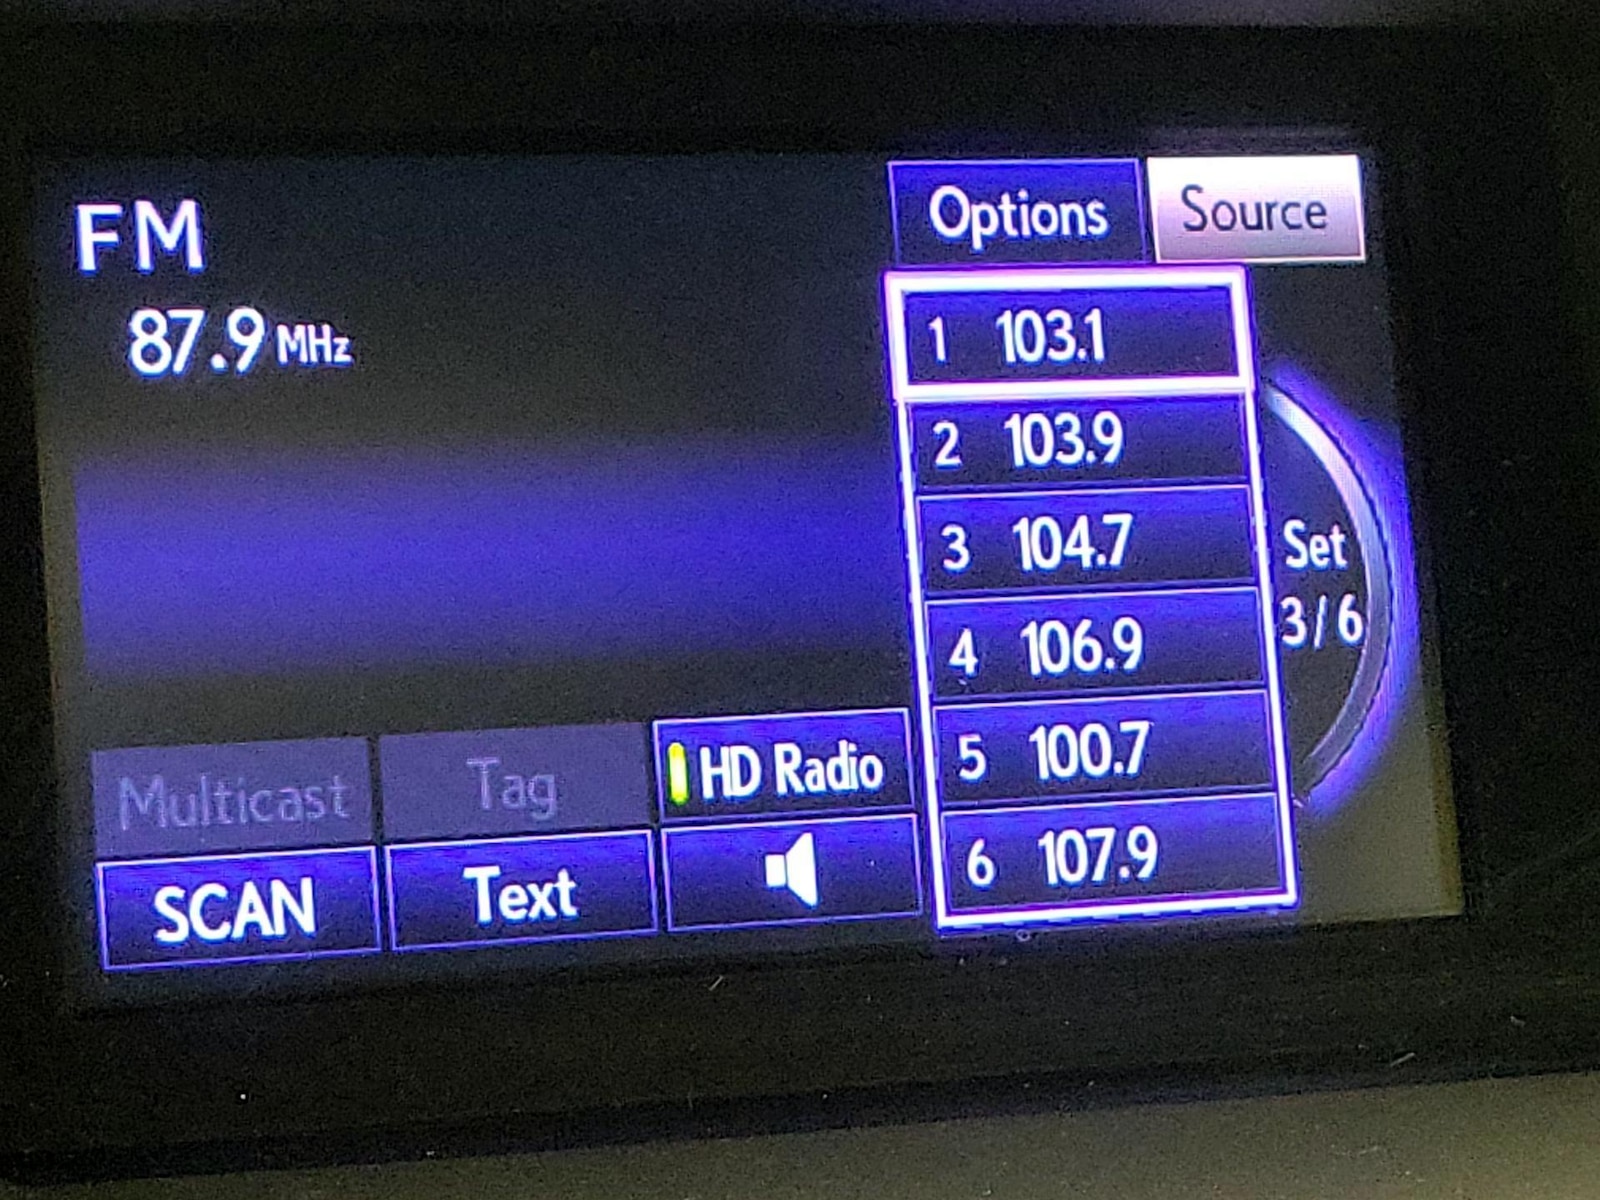 FM
87.9 MHz
Options
Source
1 103.1
2 103.9
3 104.7
4 106.9
5 100.7
6 107.9
Set
3/6
Multicast
Tag
HD Radio
SCAN
Text